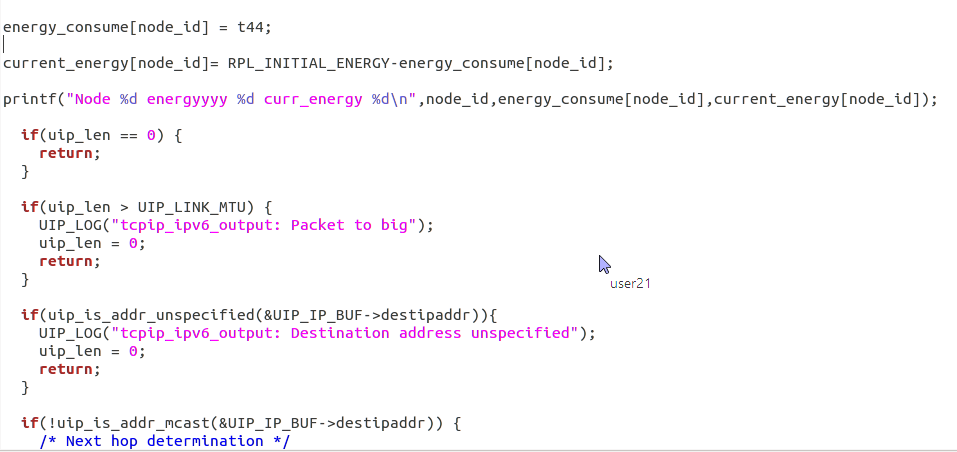 energy_consume[node_id] = t44;
current_energy[node_id]= RPL_INITIAL_ENERGY-energy_consume[node_id];
printf("Node %d energyyyy %d curr_energy %d\n",node_id,energy_consume[node_id],current_energy[node_id]);
if(uip_len == 0) {
return;
}
if(uip_len > UIP_LINK_MTU) {
UIP_LOG("tcpip_ipv6_output: Packet to big");
uip_len = 0;
return;
}
user21
if(uip_is_addr_unspecified(&UIP_IP_BUF->destipaddr)){
UIP_LOG("tcpip_ipv6_output: Destination address unspecified");
uip_len = 0;
return;
}
if(!uip_is_addr_mcast(&UIP_IP_BUF->destipaddr)) {
/* Next hop determination */